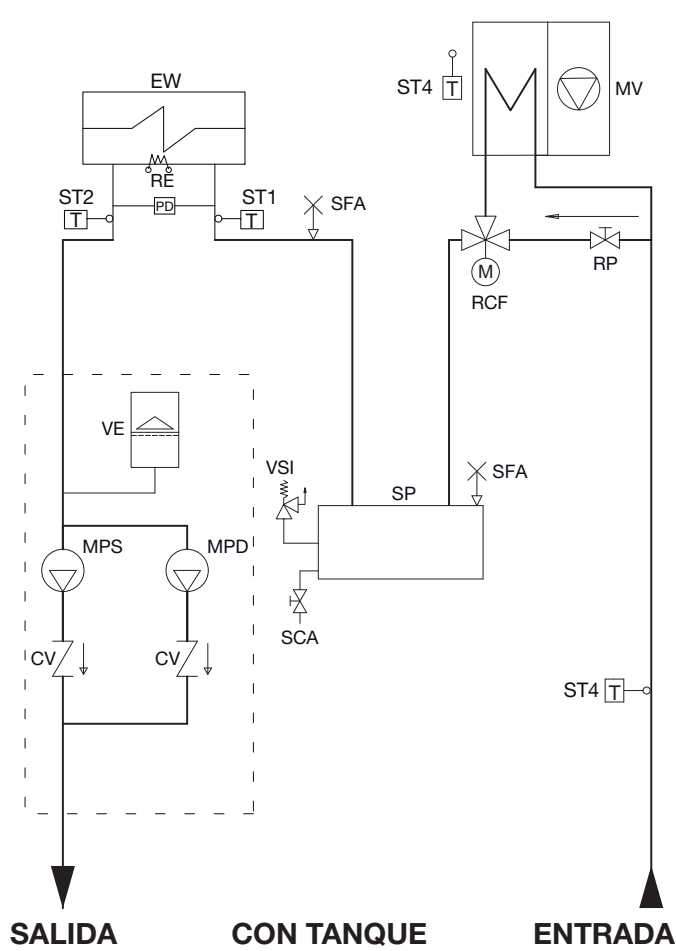 EW
ST4
T
MV
RE
ST2
T
PD
ST1
T
SFA
RP
M
RCF
VE
VSI
SP
SFA
MPS
MPD
SCA
CV
CV
ST4
T
SALIDA
CON TANQUE
ENTRADA